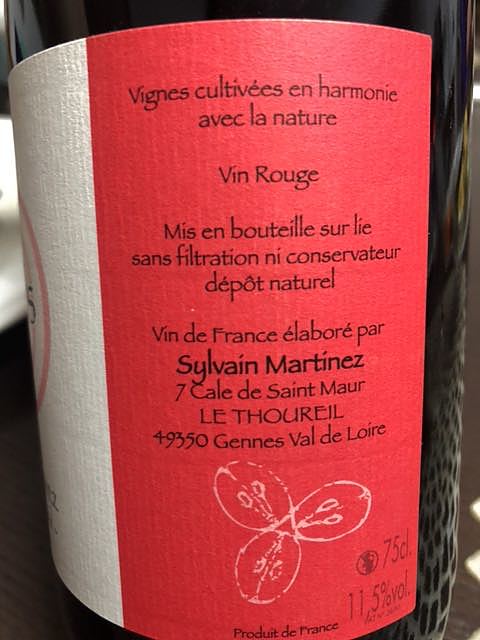 Vignes cultivées en harmonie
avec la nature
Vin Rouge
Mis en bouteille sur lie
sans filtration ni conservateur
dépôt naturel
Vin de France élaboré par
Sylvain Martinez
7 Cale de Saint Maur
LE THOUREIL
49350 Gennes Val de Loire
75cl.
11,5%vol.
Produit de France